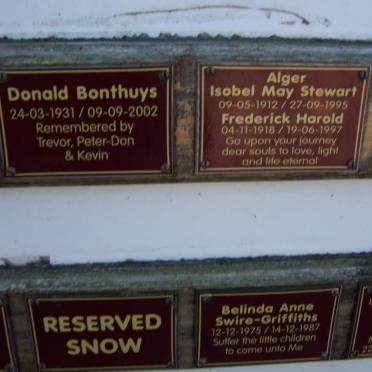 Donald Bonthuys
24-03-1931 / 09-09-2002
Remembered by
Trevor, Peter-Don
& Kevin
Alger
Isobel May Stewart
09-05-1912 / 27-09-1995
Frederick Harold
04-11-1918 / 19-06-1997
Ga upon your journey
dear souls to love, light
and life eternal
RESERVED
SNOW
Belinda Anne
Swire-Griffiths
12-12-1975 / 14-12-1987
Suffer the little children
to come unto Me